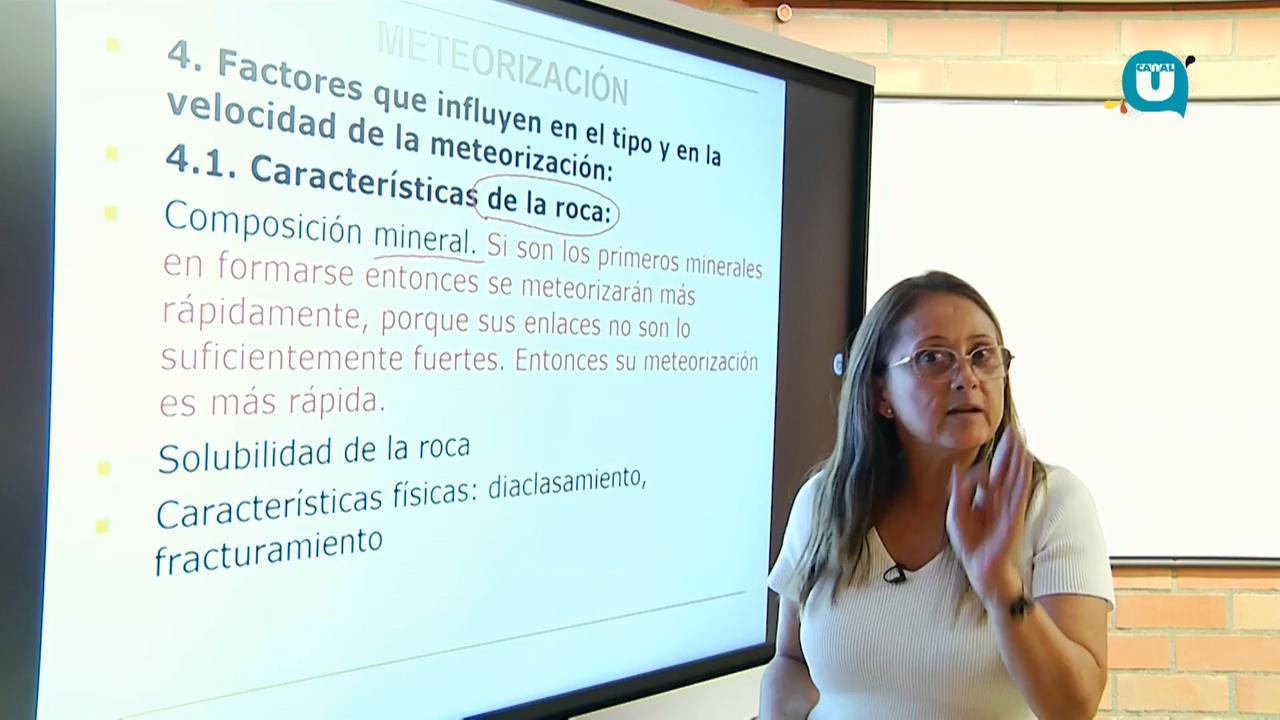 METEORIZACIÓN
4. Factores que influyen en el tipo y en la
velocidad de la meteorización:
4.1. Características de la roca:
Composición mineral. Si son los primeros minerales
en formarse entonces se meteorizarán más
rápidamente, porque sus enlaces no son lo
suficientemente fuertes. Entonces su meteorización
es más rápida.
Solubilidad de la roca
Características físicas: diaclasamiento,
fracturamiento
CANAL
U